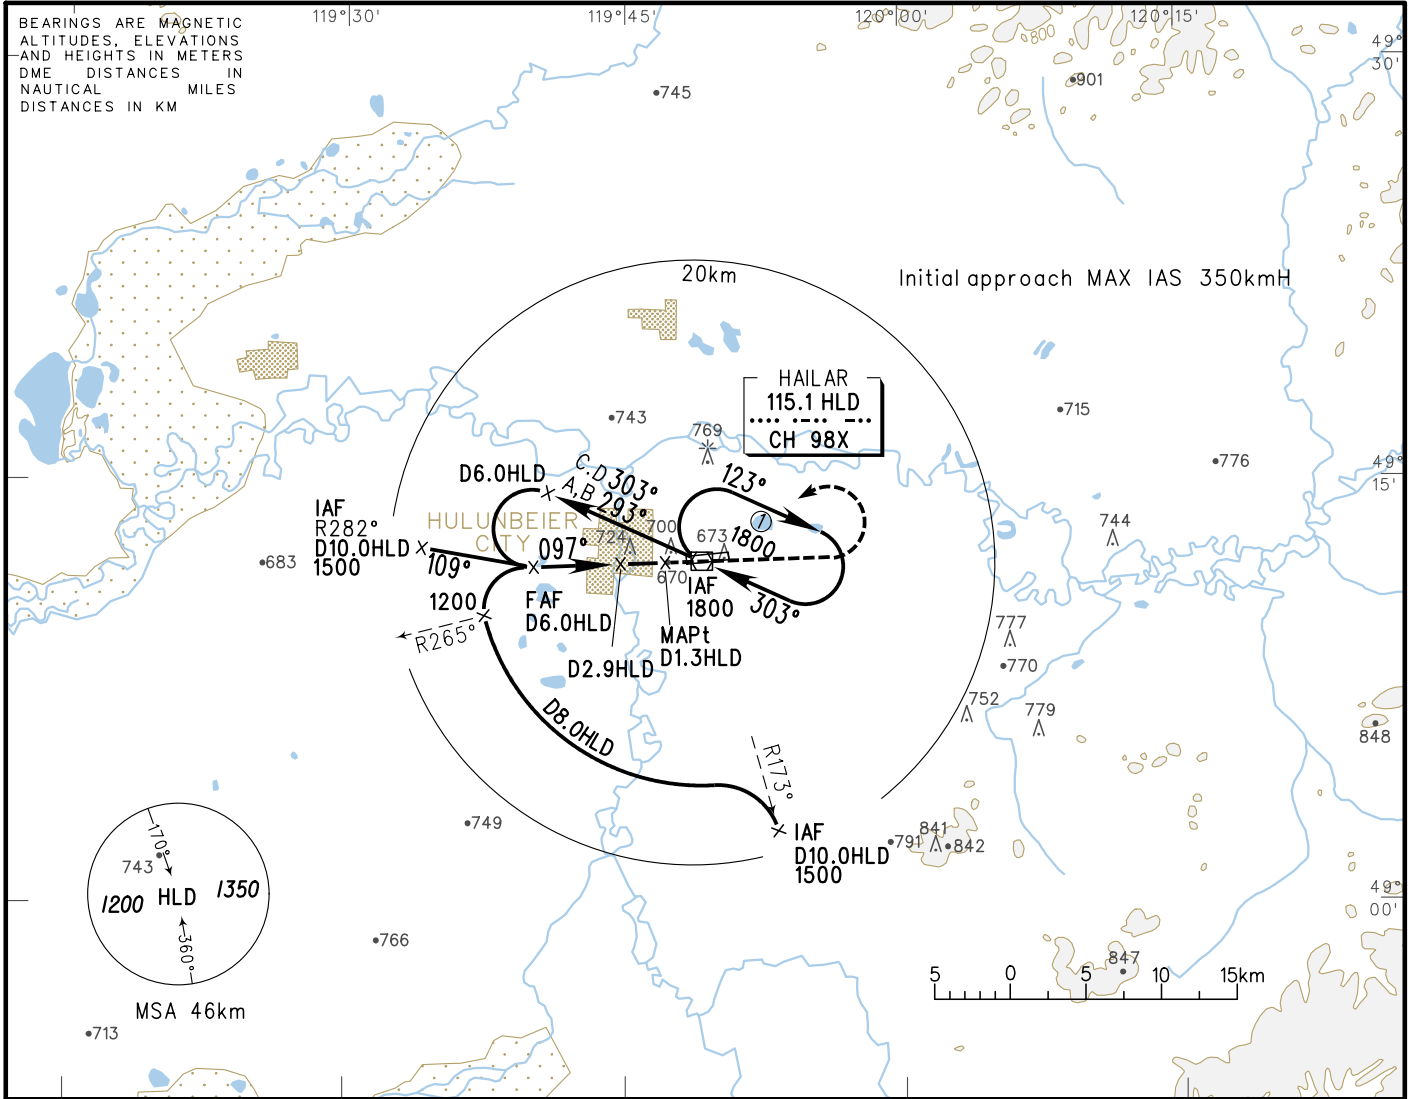 BEARINGS ARE MAGNETIC
ALTITUDES, ELEVATIONS
AND HEIGHTS IN METERS
DME DISTANCES IN
NAUTICAL MILES
DISTANCES IN KM
119°30'
119°45'
120°00'
120°15'
49°
30'
800
901
745
20km
Initial approach MAX IAS 350kmH
HAILAR
115.1 HLD
CH 98X
743
769
715
776
49°
15'
D6.0HLD
C.D 303°
A,B 293°
123°
1
1800
IAF
R282°
D10.0HLD
1500
HULUNBEIER
CITY
724
700
673
744
683
109°
097°
670
IAF
1800
303°
1200
R265°
FAF
D6.0HLD
MAPt
D1.3HLD
D2.9HLD
777
770
752
779
848
D8.0HLD
R173°
IAF
D10.0HLD
1500
749
791
841
842
170°
743
HLD
1200
1350
360°
MSA 46km
49°
00'
766
847
5 0 5 10 15km
713